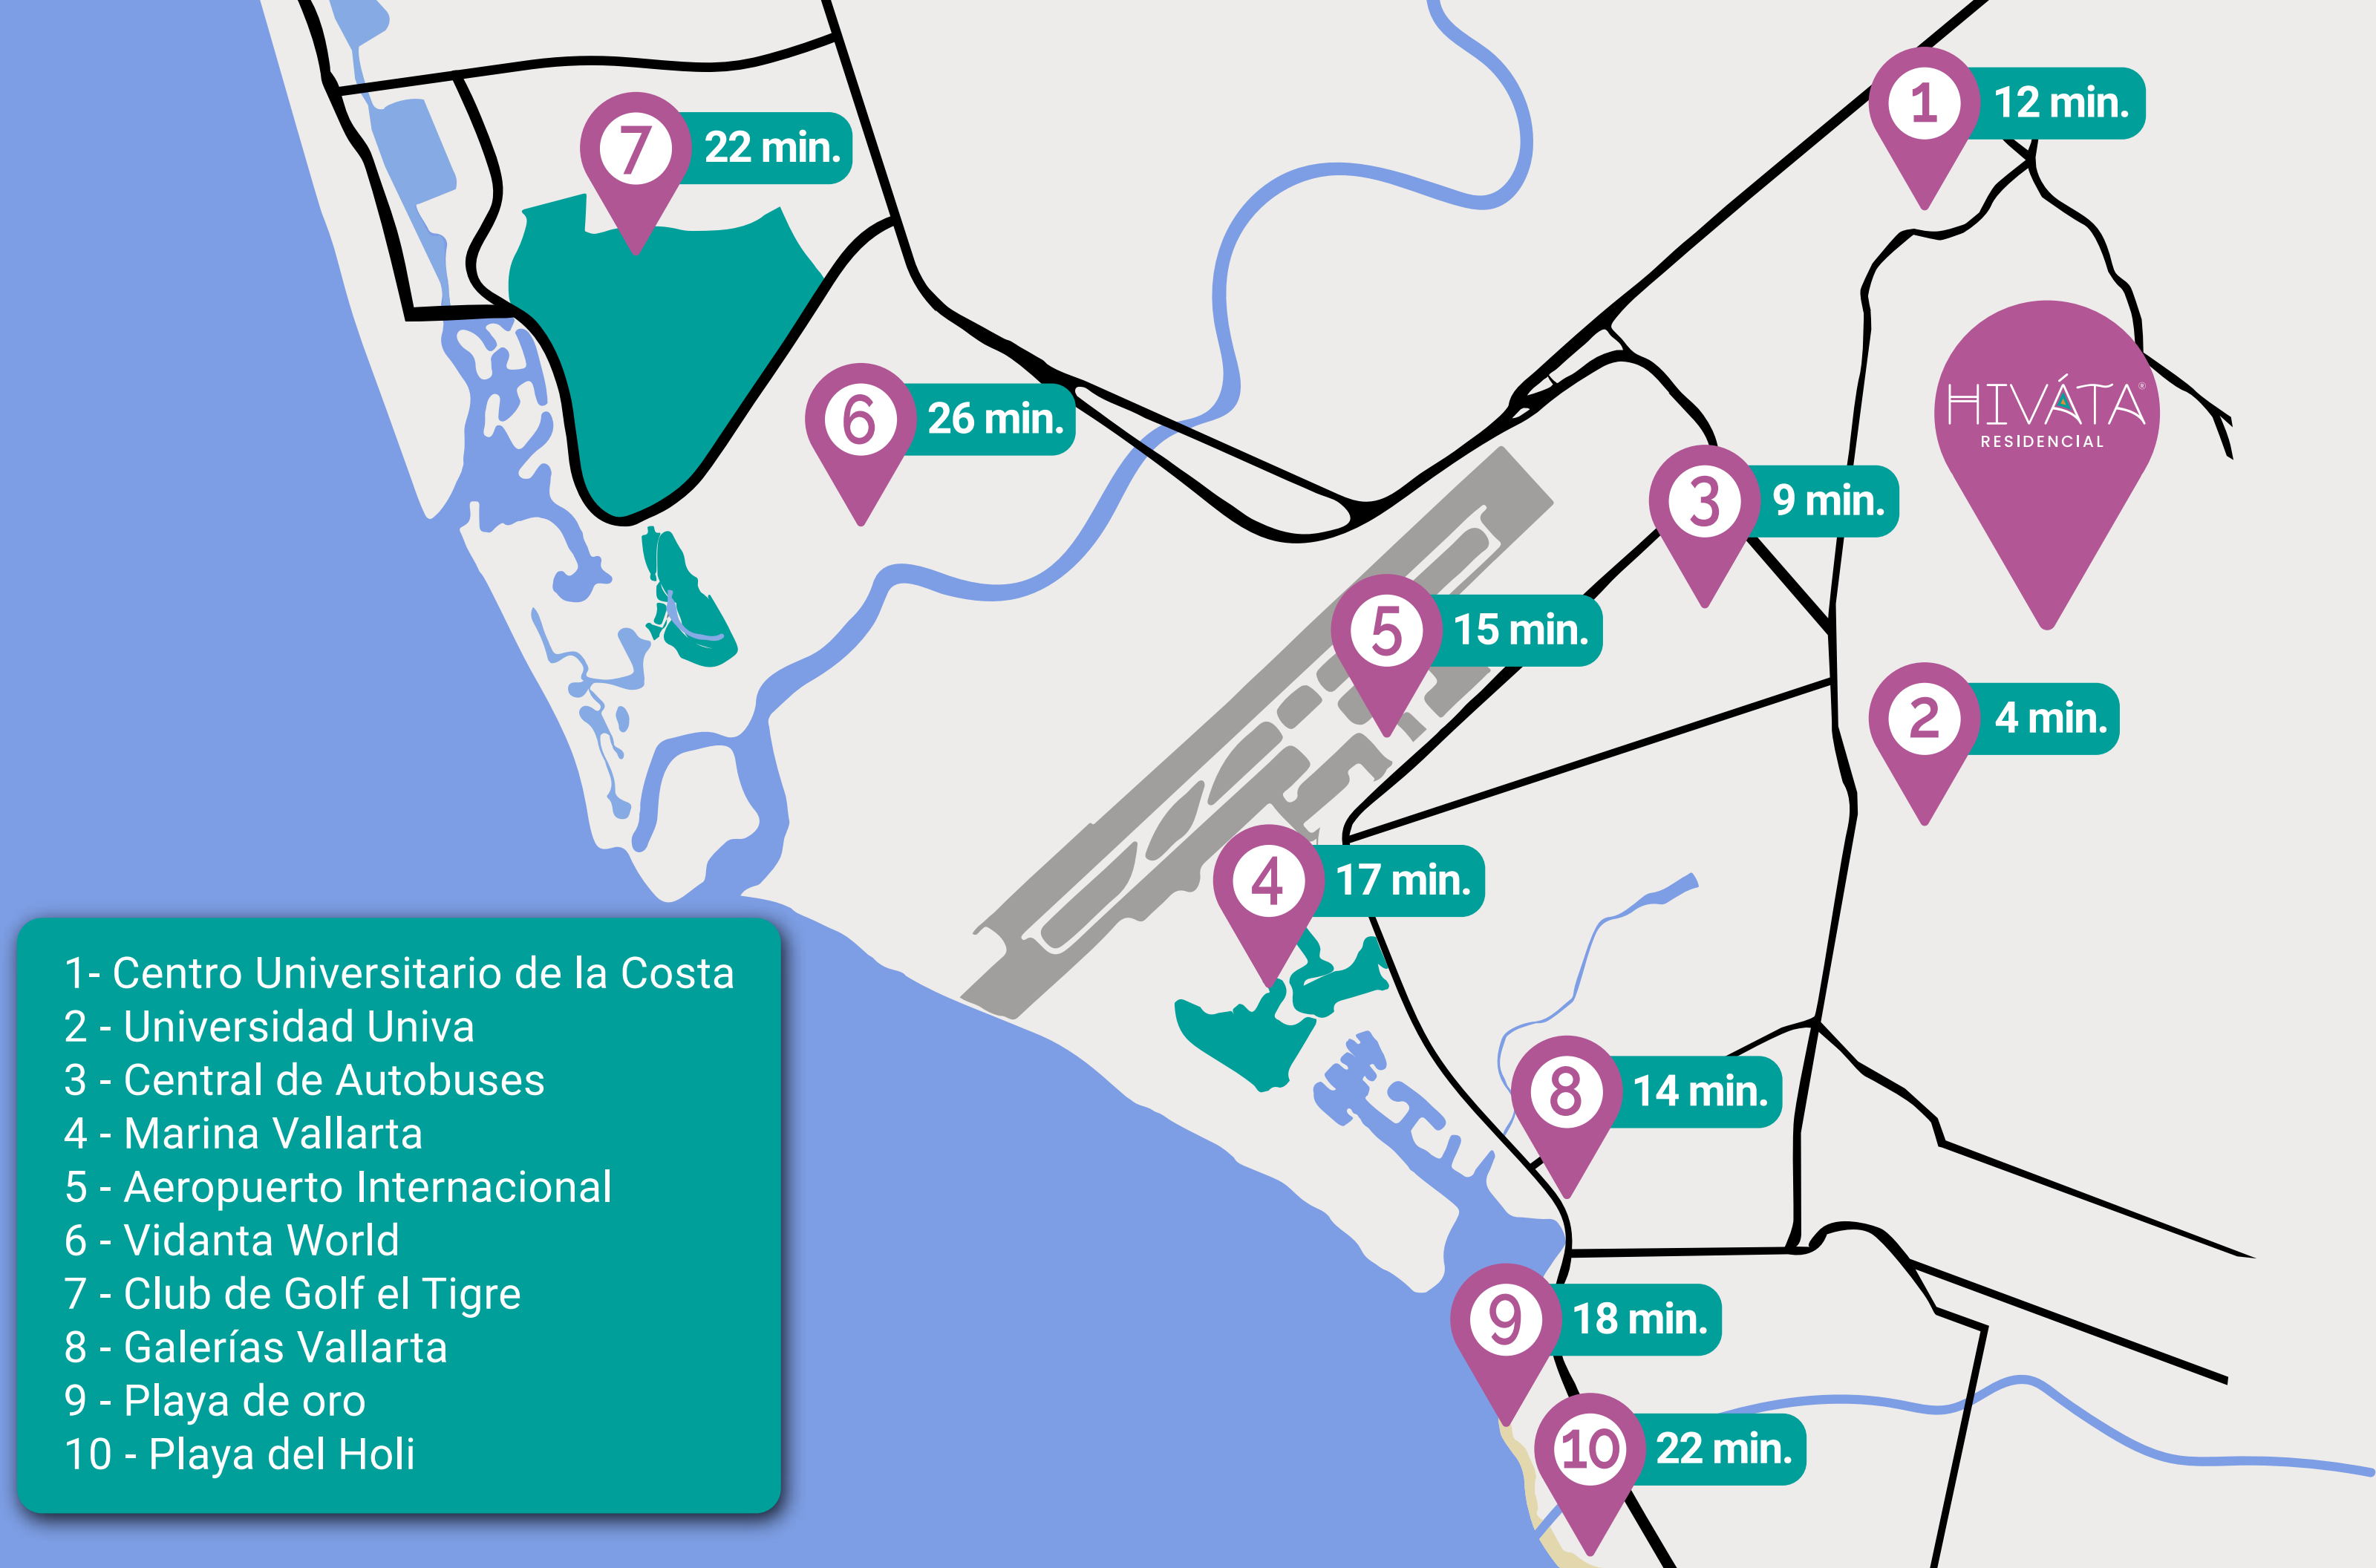 1
12 min.
7
22 min.
HIVÁTA®
RESIDENCIAL
6
26 min.
3
9 min.
5
15 min.
2
4 min.
4
17 min.
8
14 min.
9
18 min.
10
22 min.
1- Centro Universitario de la Costa
2 - Universidad Univa
3 - Central de Autobuses
4 - Marina Vallarta
5 - Aeropuerto Internacional
6 - Vidanta World
7 - Club de Golf el Tigre
8 - Galerías Vallarta
9 - Playa de oro
10 - Playa del Holi